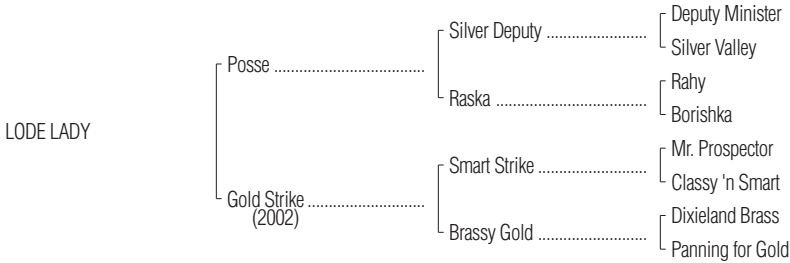 Deputy Minister
Silver Deputy ........................
Silver Valley
Posse ...................................
Rahy
Raska ....................................
Borishka
LODE LADY
Mr. Prospector
Smart Strike ..........................
Classy 'n Smart
Gold Strike ...........................
(2002)
Dixieland Brass
Brassy Gold ..........................
Panning for Gold